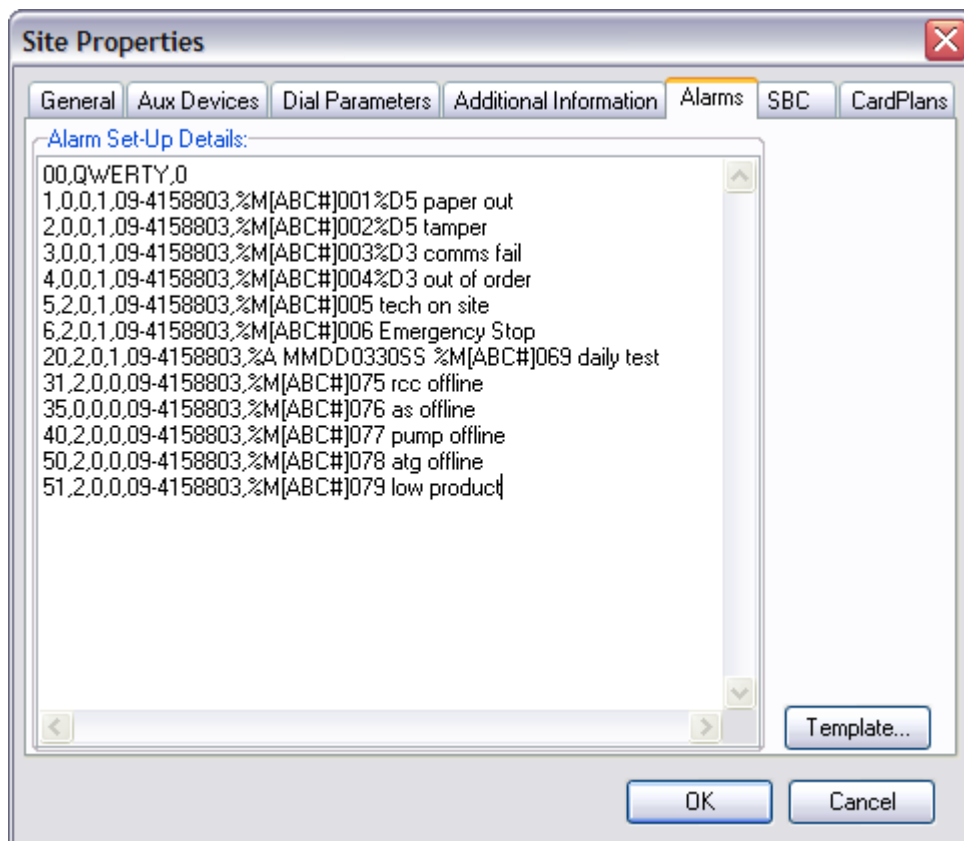 Site Properties
General Aux Devices Dial Parameters Additional Information Alarms SBC CardPlans
Alarm Set-Up Details:
00,QWERTY,0
1,0,0,1,09-4158803,%M[ABC#]001%D5 paper out
2,0,0,1,09-4158803,%M[ABC#]002%D5 tamper
3,0,0,1,09-4158803,%M[ABC#]003%D3 comms fail
4,0,0,1,09-4158803,%M[ABC#]004%D3 out of order
5,2,0,1,09-4158803,%M[ABC#]005 tech on site
6,2,0,1,09-4158803,%M[ABC#]006 Emergency Stop
20,2,0,1,09-4158803,%A MMDD0330SS %M[ABC#]069 daily test
31,2,0,0,09-4158803,%M[ABC#]075 rcc offline
35,0,0,0,09-4158803,%M[ABC#]076 as offline
40,2,0,0,09-4158803,%M[ABC#]077 pump offline
50,2,0,0,09-4158803,%M[ABC#]078 atg offline
51,2,0,0,09-4158803,%M[ABC#]079 low product
Template...
OK Cancel